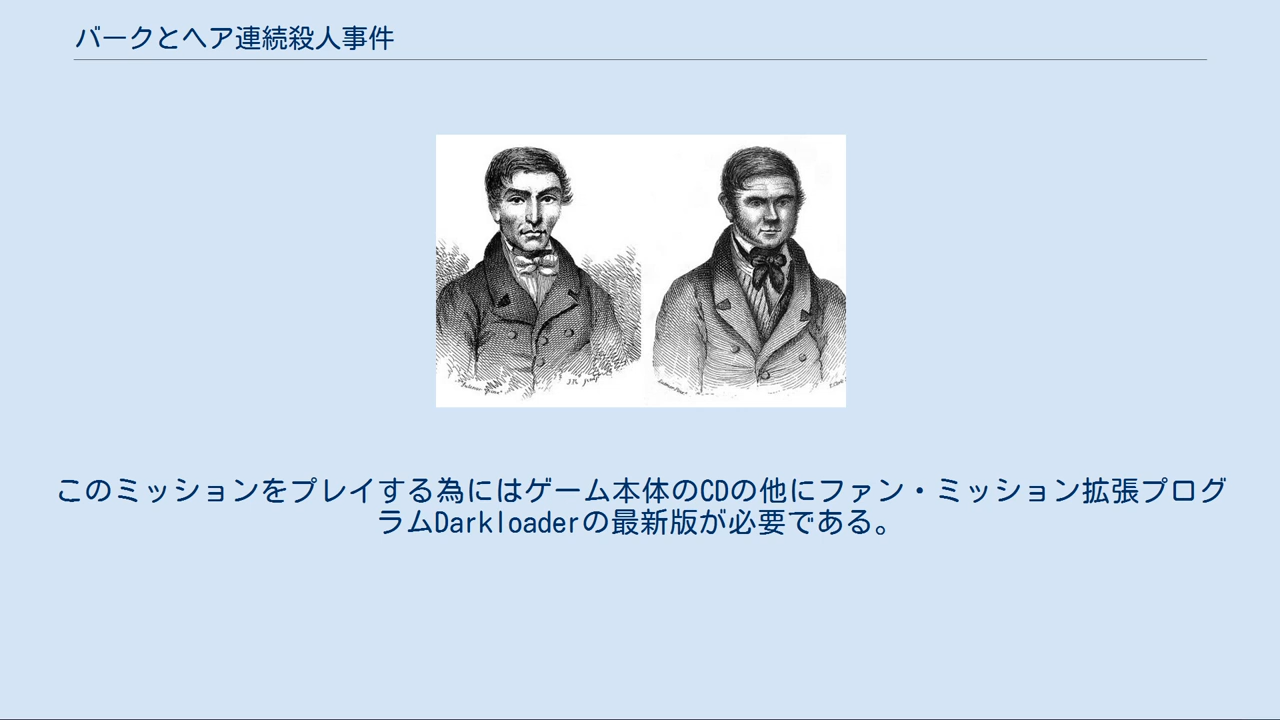 バークとヘア連続殺人事件
このミッションをプレイする為にはゲーム本体のCDの他にファン・ミッション拡張プログ
ラムDarkloaderの最新版が必要である。